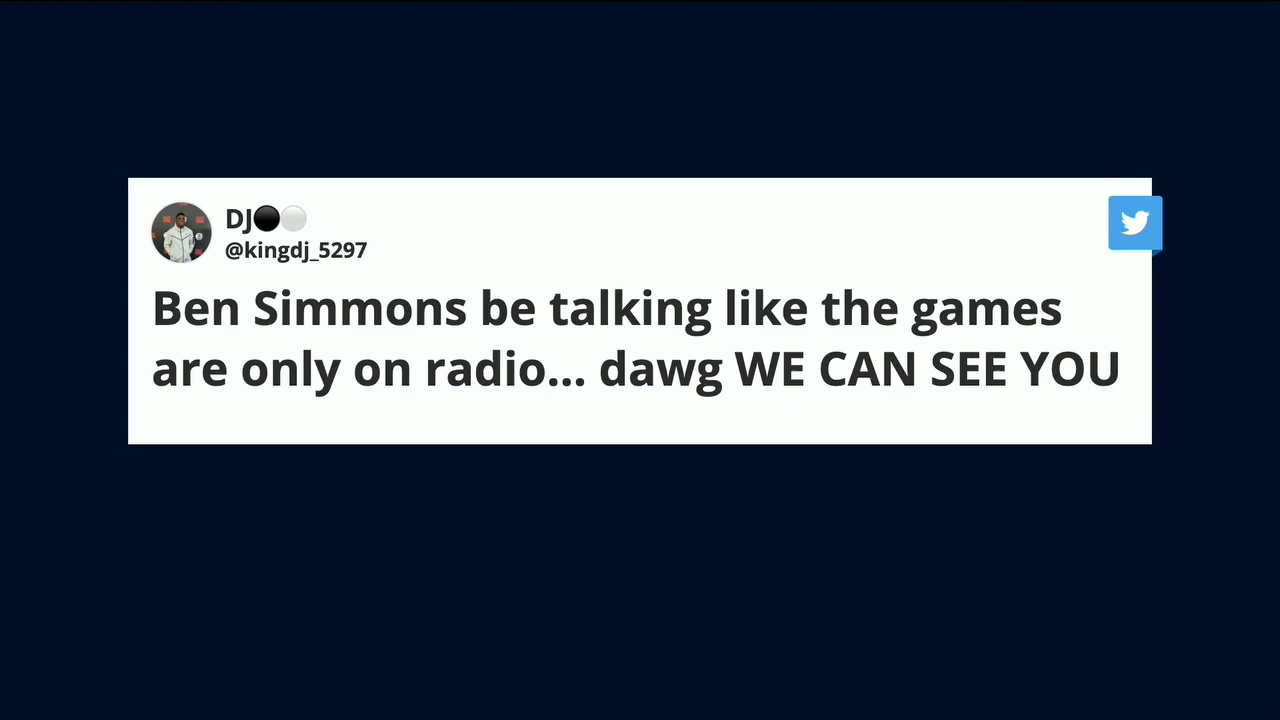 DJ⚫⚪
@kingdj_5297
Ben Simmons be talking like the games
are only on radio... dawg WE CAN SEE YOU